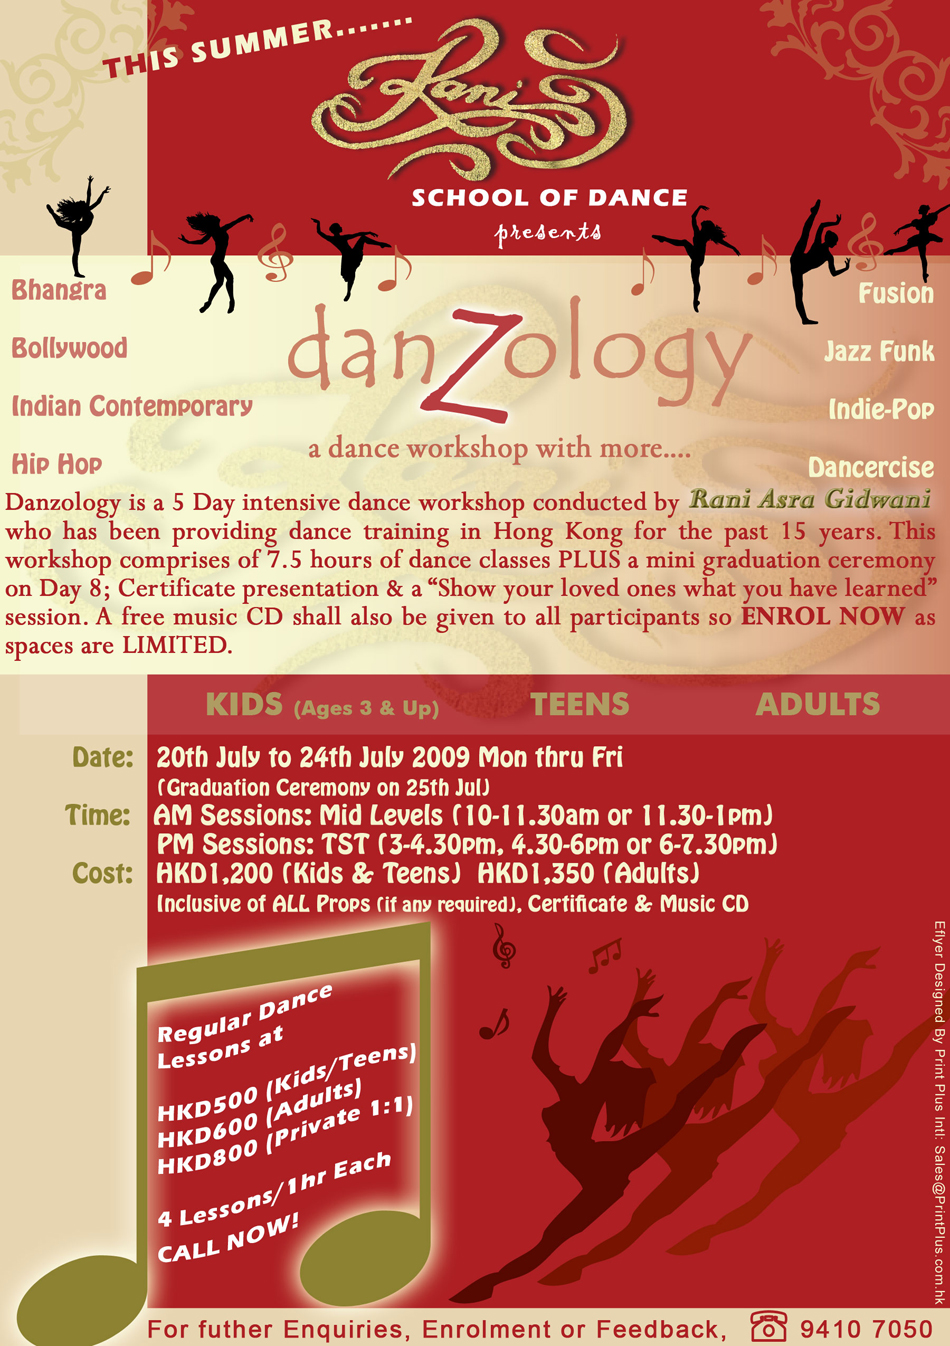 THIS SUMMER.......
Rani's
SCHOOL OF DANCE
presents
Bhangra
Bollywood
Indian Contemporary
Hip Hop
Fusion
Jazz Funk
Indie-Pop
Dancercise
danZology
a dance workshop with more....
Danzology is a 5 Day intensive dance workshop conducted by Rani Asra Gidwani
who has been providing dance training in Hong Kong for the past 15 years. This
workshop comprises of 7.5 hours of dance classes PLUS a mini graduation ceremony
on Day 8; Certificate presentation & a “Show your loved ones what you have learned”
session. A free music CD shall also be given to all participants so ENROL NOW as
spaces are LIMITED.
KIDS (Ages 3 & Up) TEENS ADULTS
Date: 20th July to 24th July 2009 Mon thru Fri
(Graduation Ceremony on 25th Jul)
Time: AM Sessions: Mid Levels (10-11.30am or 11.30-1pm)
PM Sessions: TST (3-4.30pm, 4.30-6pm or 6-7.30pm)
Cost: HKD1,200 (Kids & Teens) HKD1,350 (Adults)
Inclusive of ALL Props (if any required), Certificate & Music CD
Regular Dance
Lessons at
HKD500 (Kids/Teens)
HKD600 (Adults)
HKD800 (Private 1:1)
4 Lessons/1hr Each
CALL NOW!
Eflyer Designed By Print Plus Intl: Sales@PrintPlus.com.hk
For futher Enquiries, Enrolment or Feedback, 9410 7050